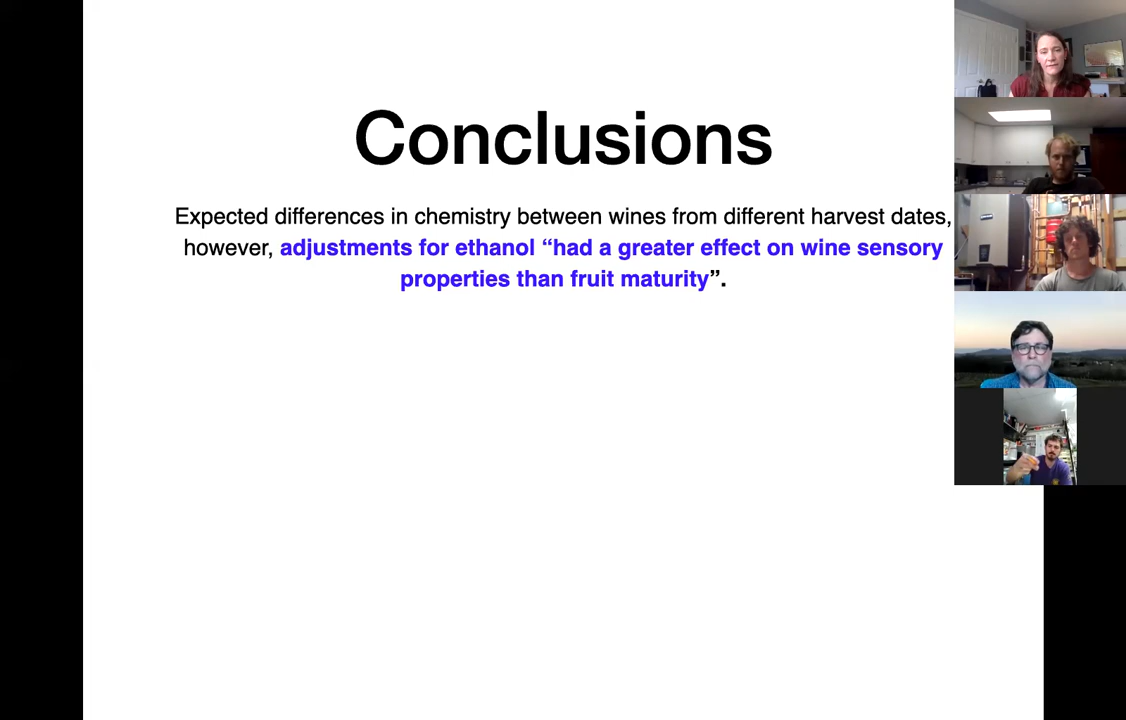 Conclusions
Expected differences in chemistry between wines from different harvest dates,
however, adjustments for ethanol “had a greater effect on wine sensory
properties than fruit maturity”.